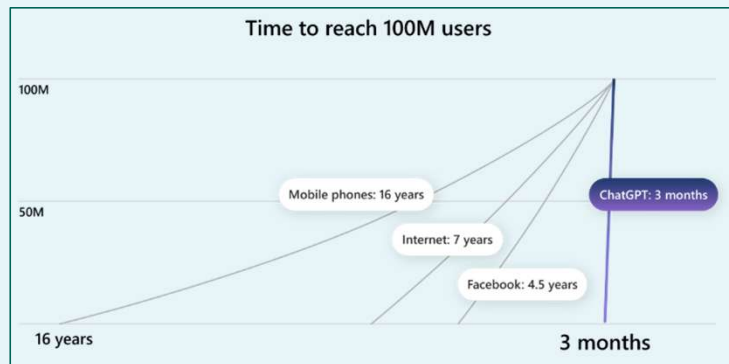 Time to reach 100M users
100M
Mobile phones: 16 years
ChatGPT: 3 months
50M
Internet: 7 years
Facebook: 4.5 years
16 years
3 months